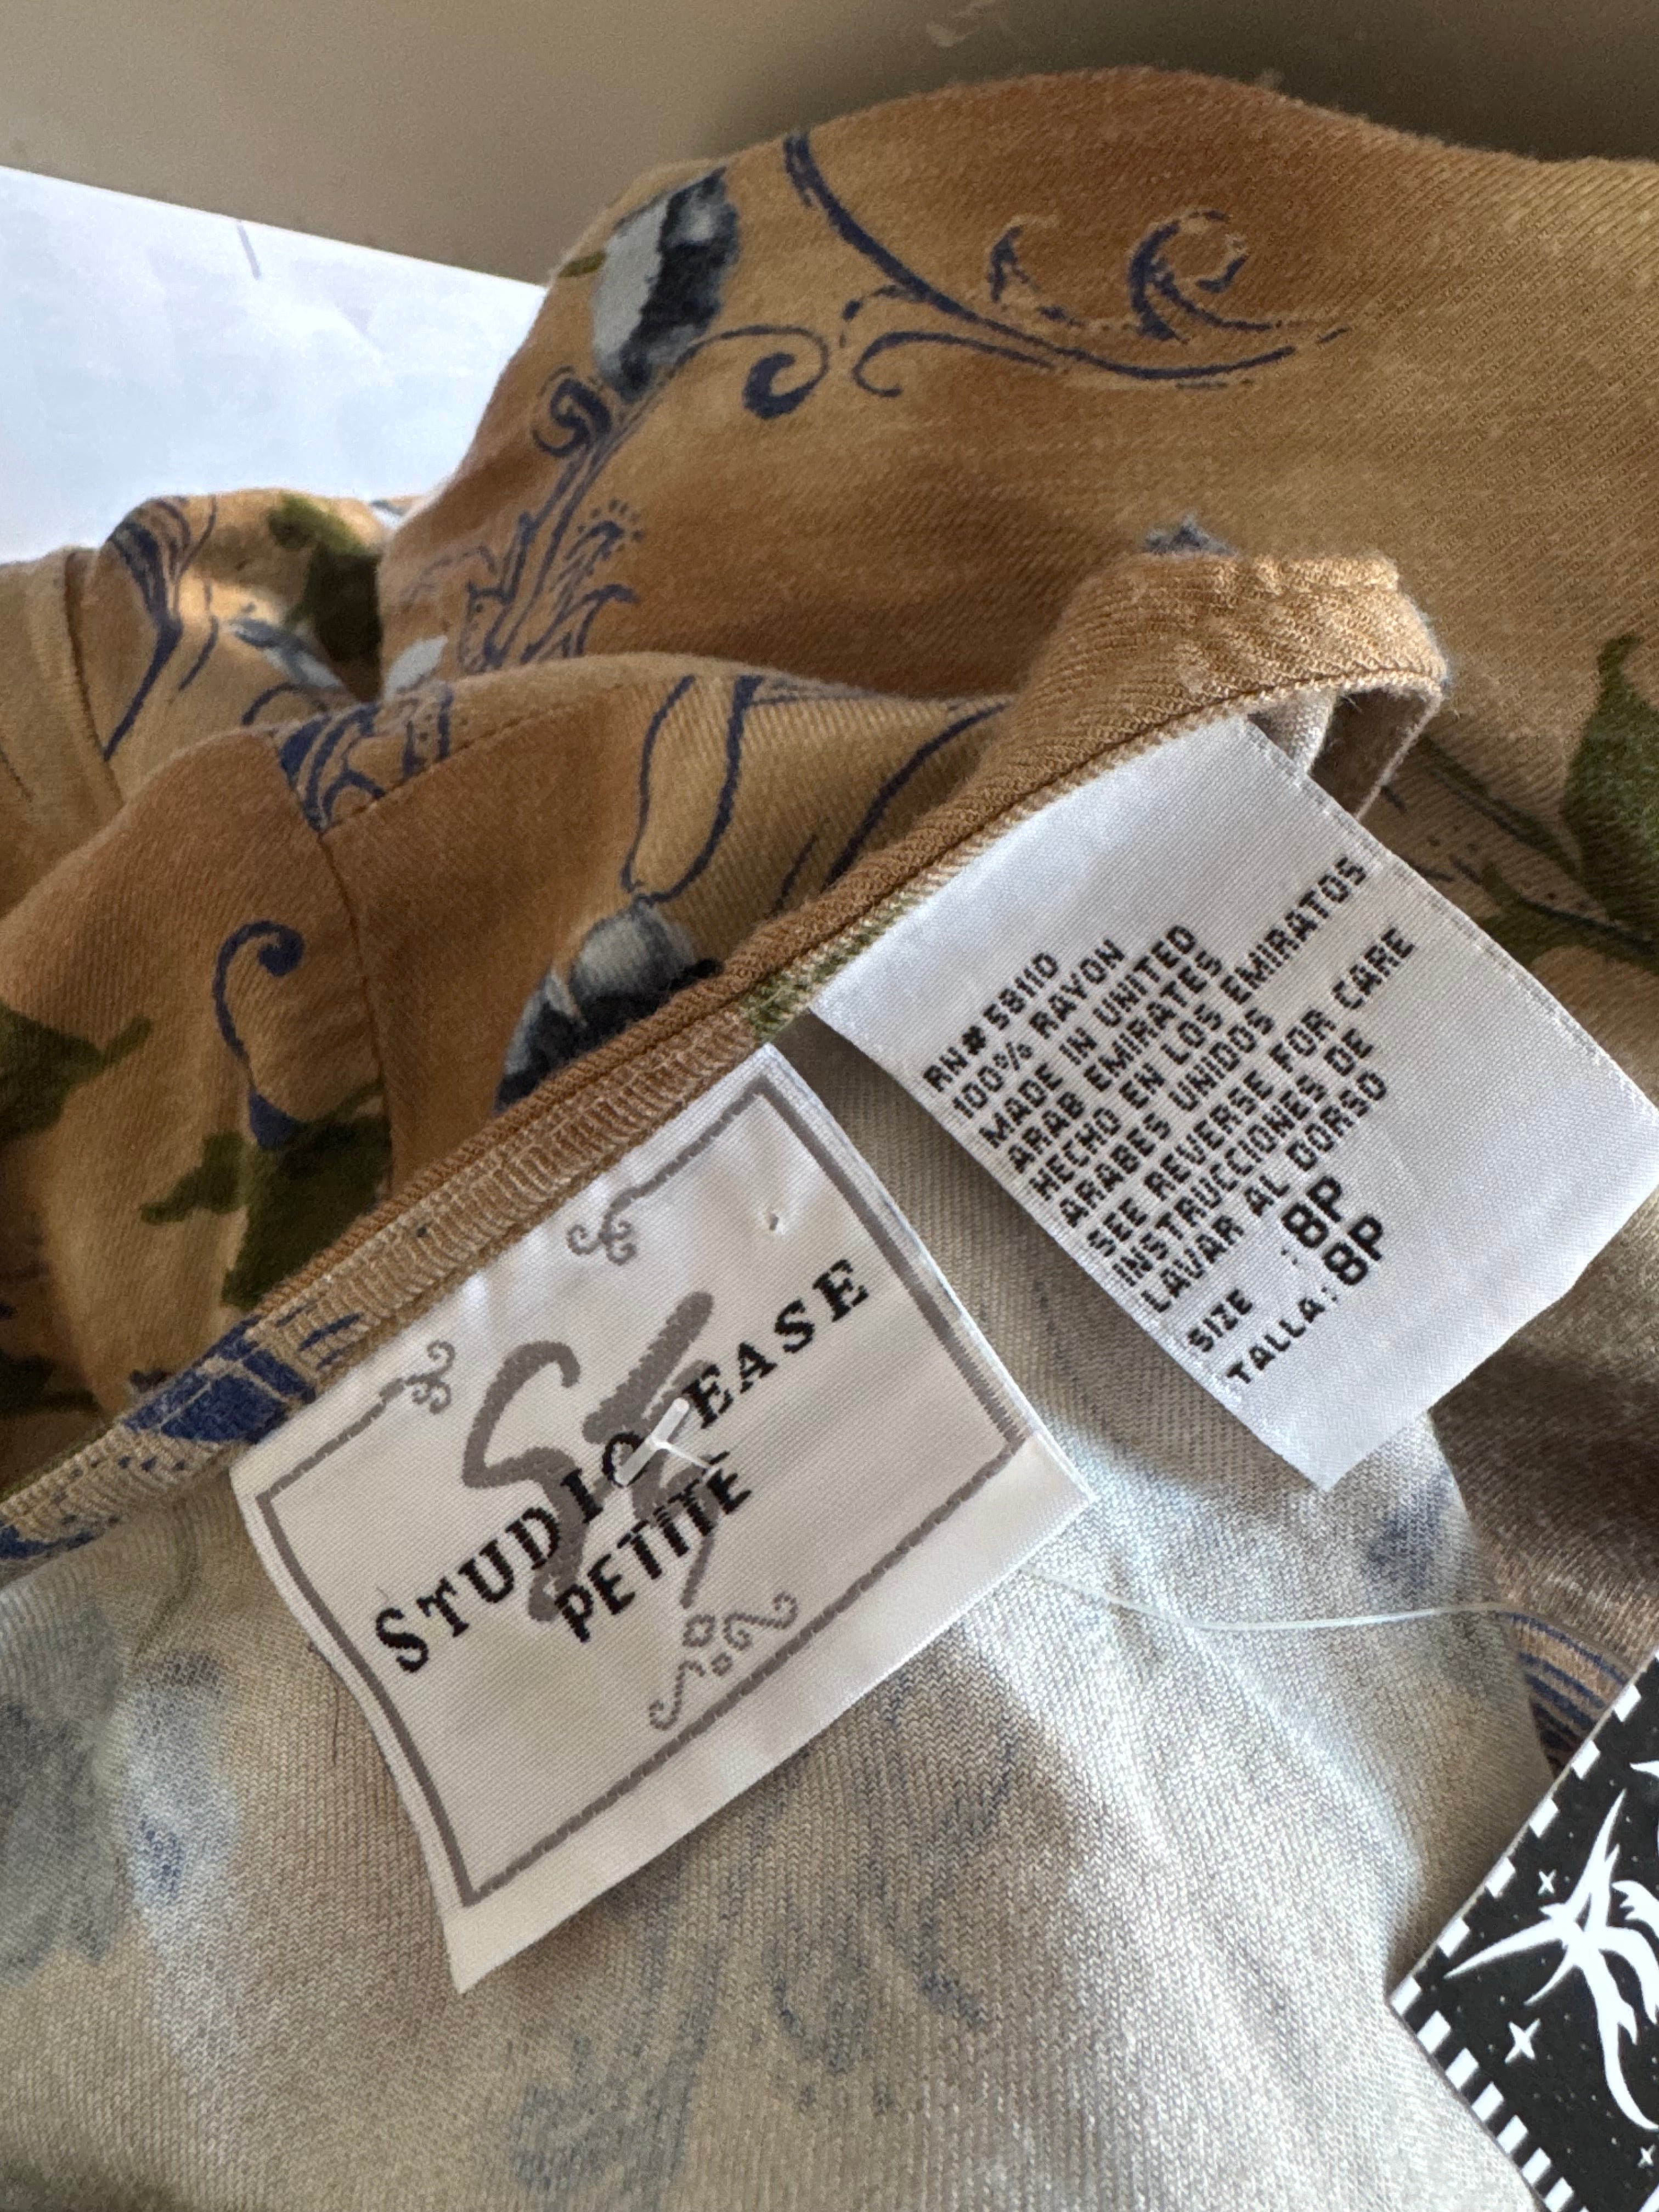 RN# 58110
100% RAYON
MADE IN UNITED
ARAB EMIRATES
HECHO EN LOS EMIRATOS
ARABES UNIDOS
SEE REVERSE FOR CARE
INSTRUCCIONES DE
LAVAR AL DORSO
SIZE : 8P
TALLA: 8P
SE
STUDIO EASE
PETITE